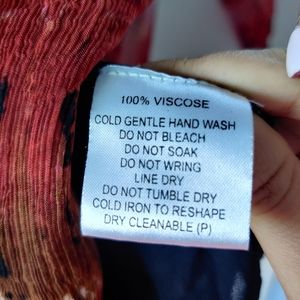 100% VISCOSE
COLD GENTLE HAND WASH
DO NOT BLEACH
DO NOT SOAK
DO NOT WRING
LINE DRY
DO NOT TUMBLE DRY
COLD IRON TO RESHAPE
DRY CLEANABLE (P)